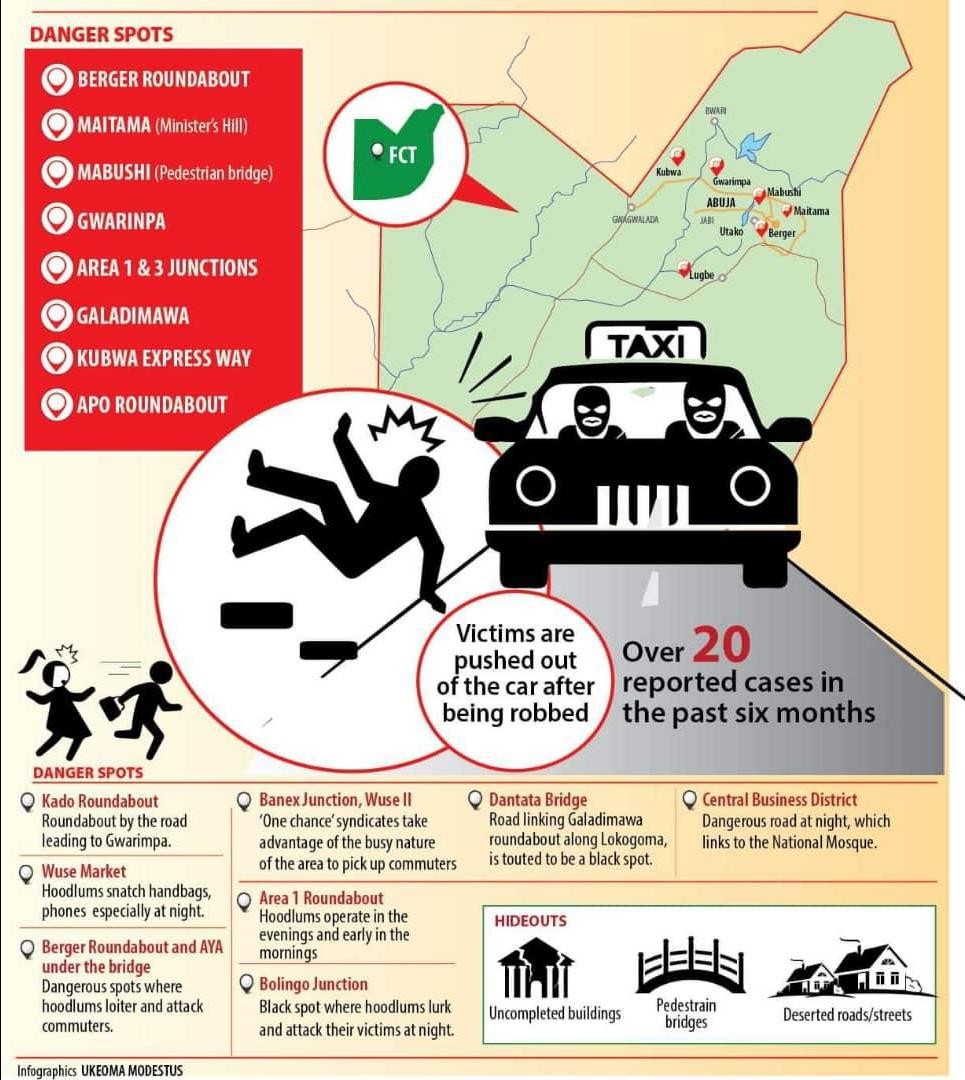 DANGER SPOTS
BERGER ROUNDABOUT
MAITAMA (Minister's Hill)
MABUSHI (Pedestrian bridge)
GWARINPA
AREA 1 & 3 JUNCTIONS
GALADIMAWA
KUBWA EXPRESS WAY
APO ROUNDABOUT
FCT
BWARI
Kubwa
Gwarimpa
Mabushi
ABUJA
Maitama
GWAGWALADA
JABI
Utako
Berger
Lugbe
TAXI
Victims are
pushed out
of the car after
being robbed
Over 20
reported cases in
the past six months
DANGER SPOTS
Kado Roundabout
Roundabout by the road
leading to Gwarimpa.
Wuse Market
Hoodlums snatch handbags,
phones especially at night.
Berger Roundabout and AYA
under the bridge
Dangerous spots where
hoodlums loiter and attack
commuters.
Banex Junction, Wuse II
'One chance' syndicates take
advantage of the busy nature
of the area to pick up commuters
Area 1 Roundabout
Hoodlums operate in the
evenings and early in the
mornings
Bolingo Junction
Black spot where hoodlums lurk
and attack their victims at night.
Dantata Bridge
Road linking Galadimawa
roundabout along Lokogoma,
is touted to be a black spot.
Central Business District
Dangerous road at night, which
links to the National Mosque.
HIDEOUTS
Uncompleted buildings
Pedestrain
bridges
Deserted roads/streets
Infographics UKEOMA MODESTUS